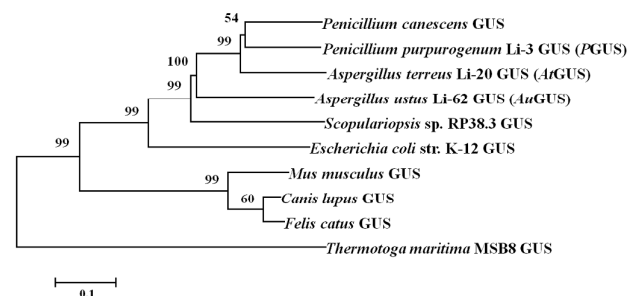 54
Penicillium canescens GUS
99
Penicillium purpurogenum Li-3 GUS (PGUS)
100
Aspergillus terreus Li-20 GUS (AtGUS)
99
Aspergillus ustus Li-62 GUS (AuGUS)
99
Scopulariopsis sp. RP38.3 GUS
99
Escherichia coli str. K-12 GUS
99
Mus musculus GUS
60
Canis lupus GUS
Felis catus GUS
Thermotoga maritima MSB8 GUS
0.1